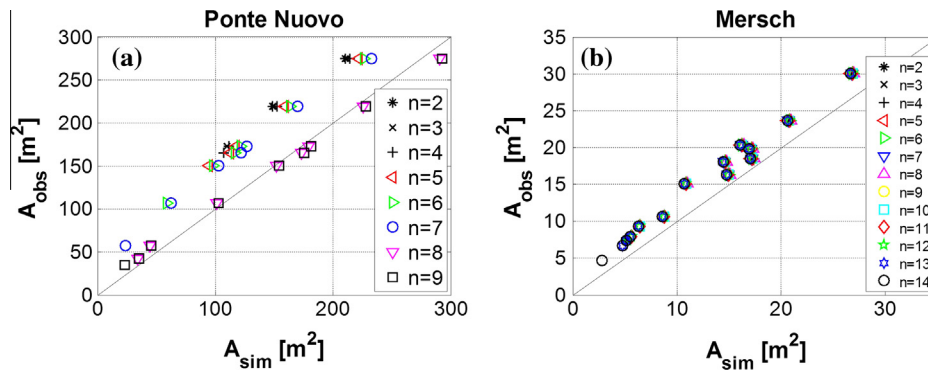 Ponte Nuovo
(a)
A_obs [m²]
300
250
200
150
100
50
0
0 100 200 300
A_sim [m²]
n=2
n=3
n=4
n=5
n=6
n=7
n=8
n=9
Mersch
(b)
A_obs [m²]
35
30
25
20
15
10
5
0
0 10 20 30
A_sim [m²]
n=2
n=3
n=4
n=5
n=6
n=7
n=8
n=9
n=10
n=11
n=12
n=13
n=14